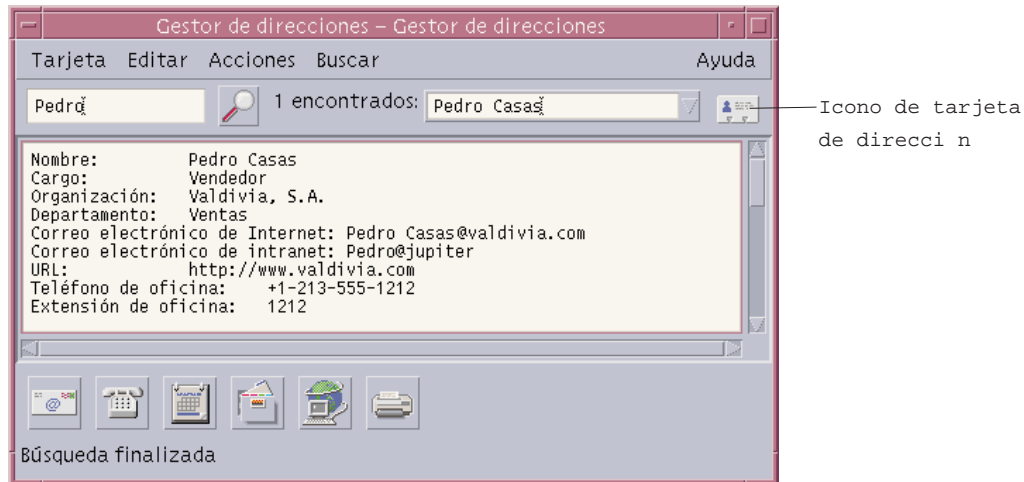 Gestor de direcciones – Gestor de direcciones
Tarjeta Editar Acciones Buscar Ayuda
Pedro 1 encontrados: Pedro Casas
Icono de tarjeta
de direcci n
Nombre: Pedro Casas
Cargo: Vendedor
Organización: Valdivia, S.A.
Departamento: Ventas
Correo electrónico de Internet: Pedro Casas@valdivia.com
Correo electrónico de intranet: Pedro@jupiter
URL: http://www.valdivia.com
Teléfono de oficina: +1-213-555-1212
Extensión de oficina: 1212
@
Búsqueda finalizada